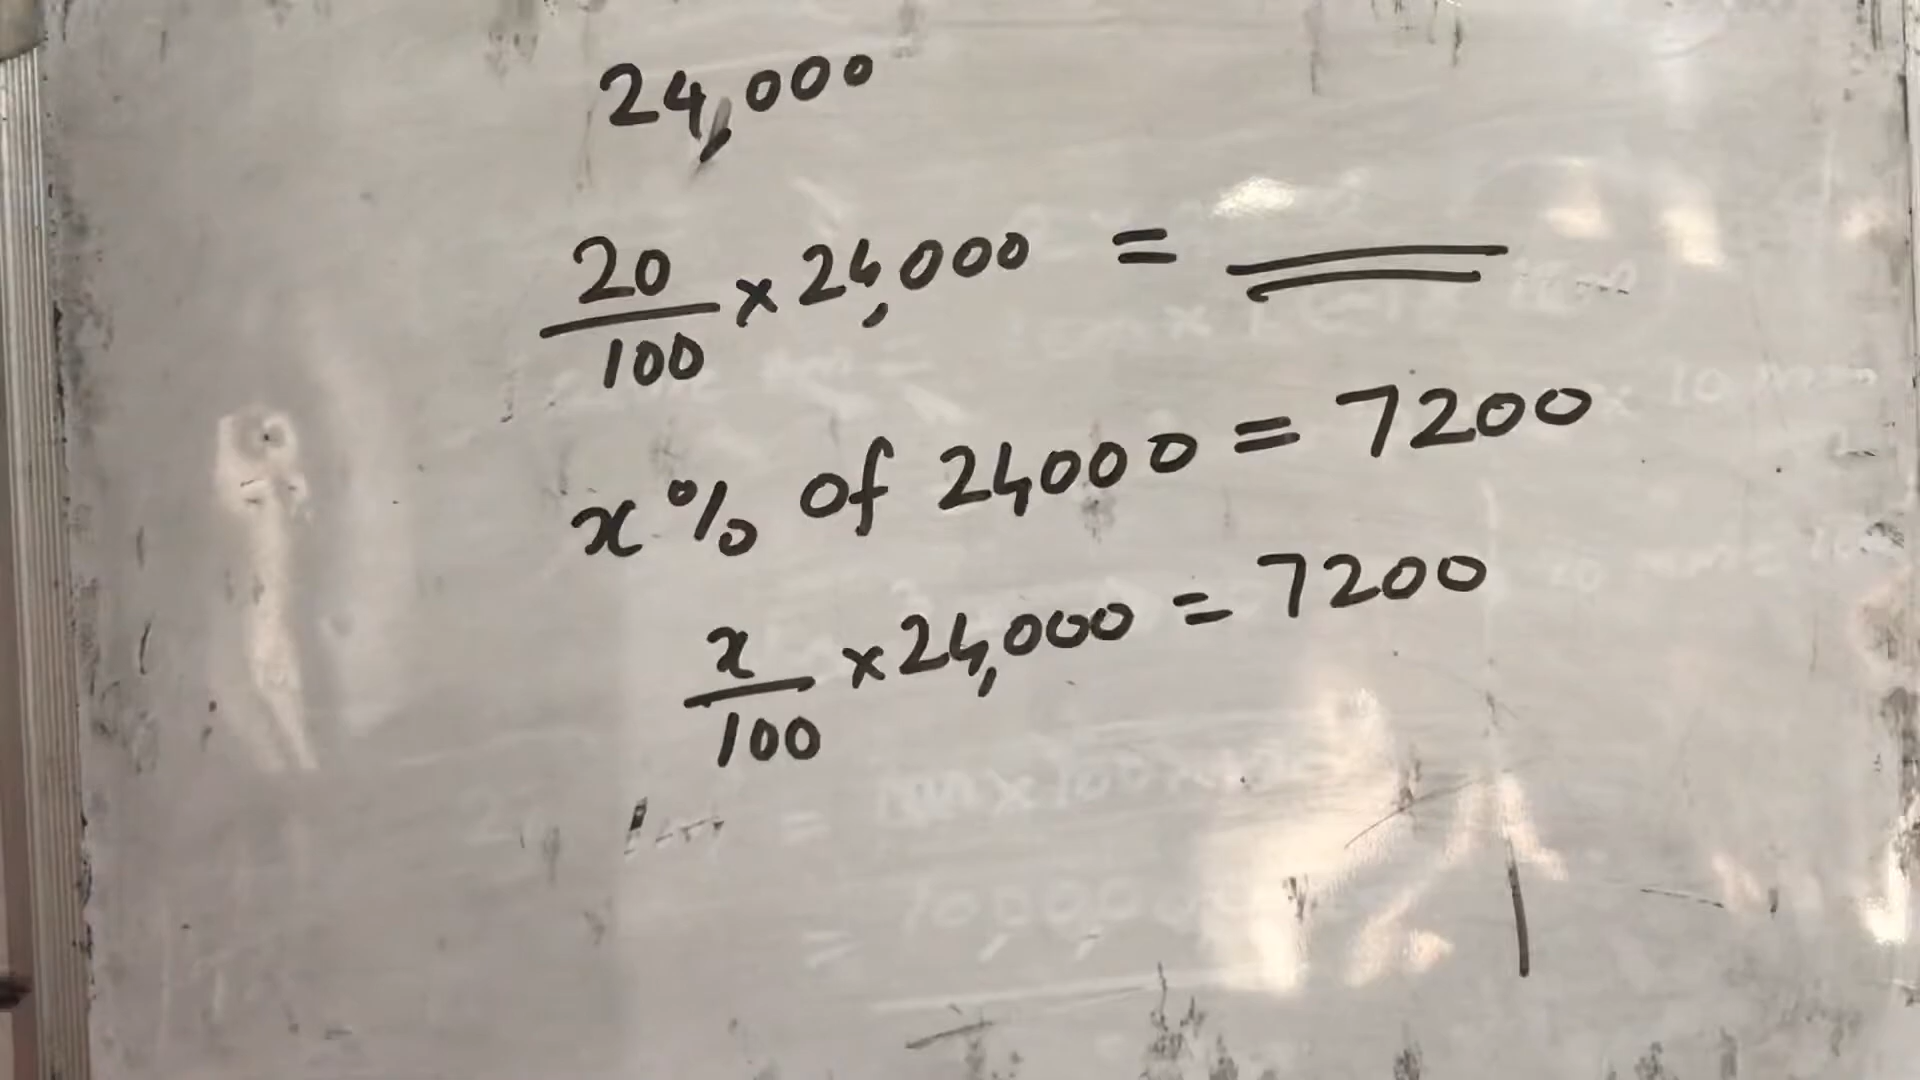 24,000
20/100 × 24,000 =
x% of 24000 = 7200
x/100 × 24,000 = 7200